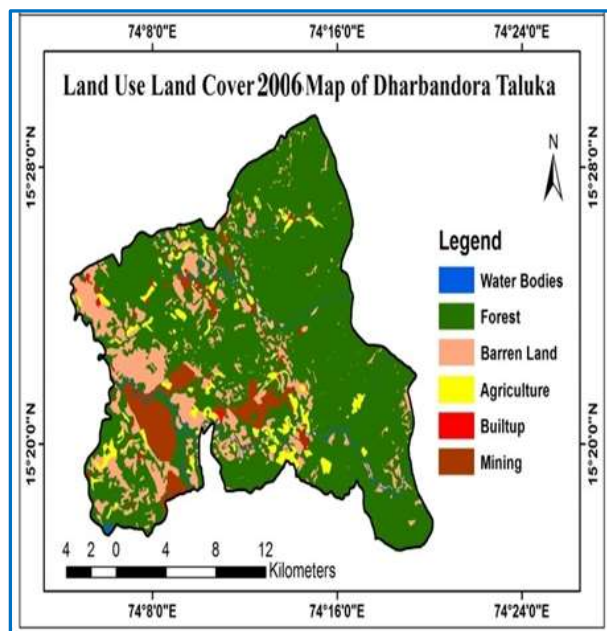 74°8'0"E 74°16'0"E 74°24'0"E
Land Use Land Cover 2006 Map of Dharbandora Taluka
15°28'0"N
15°28'0"N
N
Legend
Water Bodies
Forest
Barren Land
Agriculture
Builtup
Mining
15°20'0"N
15°20'0"N
4 2 0 4 8 12
Kilometers
74°8'0"E 74°16'0"E 74°24'0"E